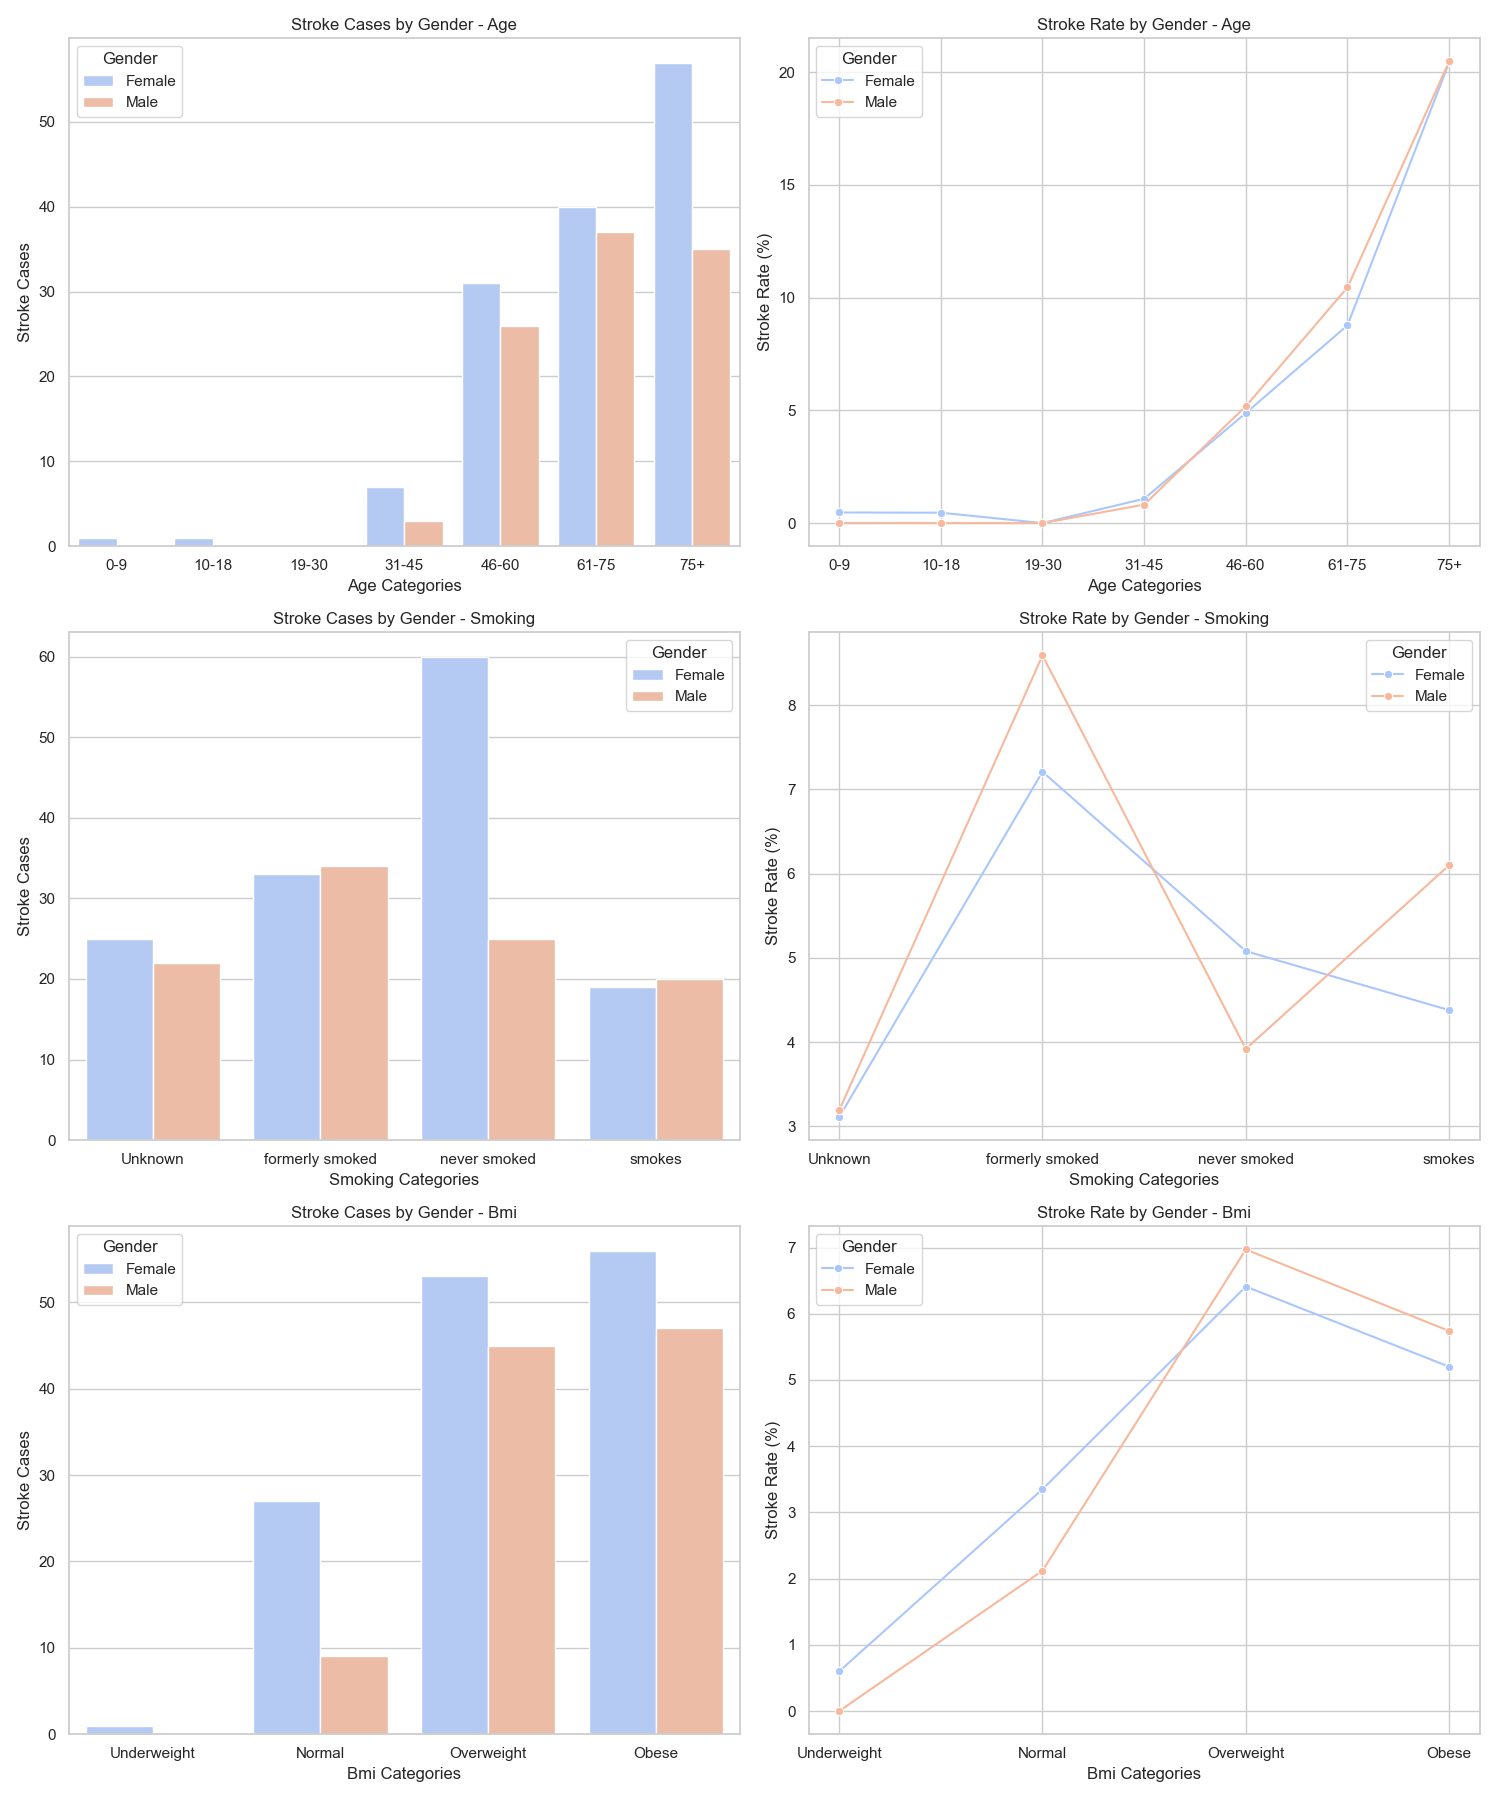 Stroke Cases by Gender - Age
Gender
Female
Male
Stroke Cases
50
40
30
20
10
0
0-9 10-18 19-30 31-45 46-60 61-75 75+
Age Categories
Stroke Rate by Gender - Age
Gender
Female
Male
Stroke Rate (%)
20
15
10
5
0
0-9 10-18 19-30 31-45 46-60 61-75 75+
Age Categories
Stroke Cases by Gender - Smoking
Gender
Female
Male
Stroke Cases
60
50
40
30
20
10
0
Unknown formerly smoked never smoked smokes
Smoking Categories
Stroke Rate by Gender - Smoking
Gender
Female
Male
Stroke Rate (%)
8
7
6
5
4
3
Unknown formerly smoked never smoked smokes
Smoking Categories
Stroke Cases by Gender - Bmi
Gender
Female
Male
Stroke Cases
50
40
30
20
10
0
Underweight Normal Overweight Obese
Bmi Categories
Stroke Rate by Gender - Bmi
Gender
Female
Male
Stroke Rate (%)
7
6
5
4
3
2
1
0
Underweight Normal Overweight Obese
Bmi Categories